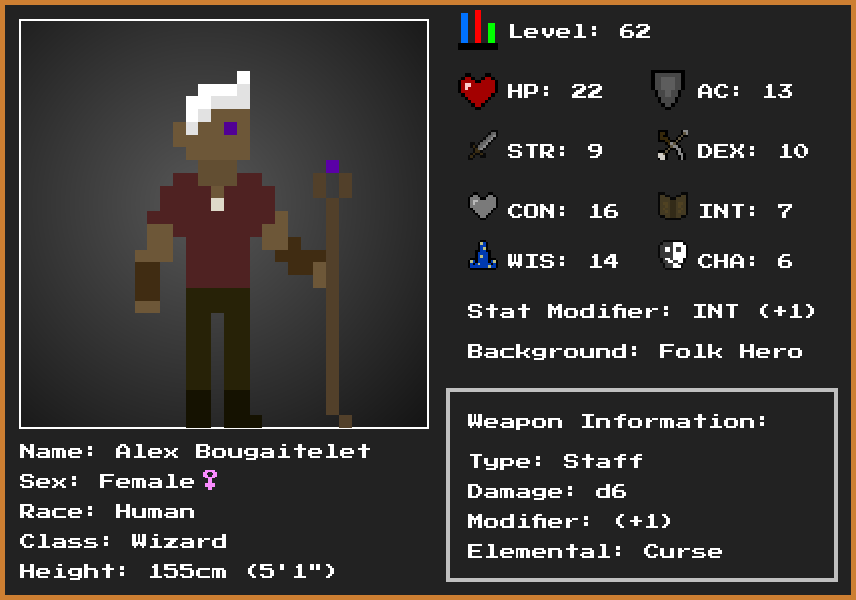 Level: 62
HP: 22 AC: 13
STR: 9 DEX: 10
CON: 16 INT: 7
WIS: 14 CHA: 6
Stat Modifier: INT (+1)
Background: Folk Hero
Weapon Information:
Type: Staff
Damage: d6
Modifier: (+1)
Elemental: Curse
Name: Alex Bougaitelet
Sex: Female♀
Race: Human
Class: Wizard
Height: 155cm (5'1")